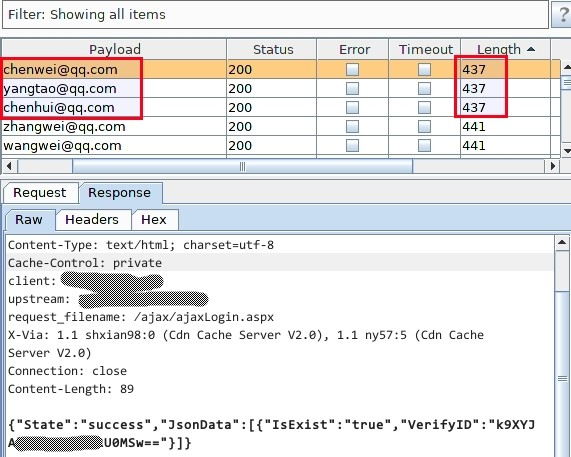 Filter: Showing all items
?
Payload Status Error Timeout Length
chenwei@qq.com 200 437
yangtao@qq.com 200 437
chenhui@qq.com 200 437
zhangwei@qq.com 200 441
wangwei@qq.com 200 441
Request Response
Raw Headers Hex
Content-Type: text/html; charset=utf-8
Cache-Control: private
client:
upstream:
request_filename: /ajax/ajaxLogin.aspx
X-Via: 1.1 shxian98:0 (Cdn Cache Server V2.0), 1.1 ny57:5 (Cdn Cache
Server V2.0)
Connection: close
Content-Length: 89
{"State":"success","JsonData":[{"IsExist":"true","VerifyID":"k9XYJ
A U0MSw=="}]}